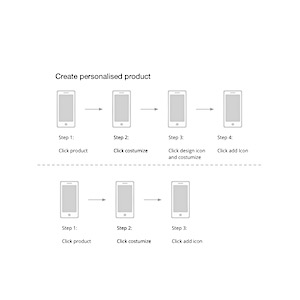 Create personalised product
Step 1:
Step 2:
Step 3:
Step 4:
Click product
Click costumize
Click design icon
and costumize
Click add icon
Step 1:
Step 2:
Step 3:
Click product
Click costumize
Click add icon